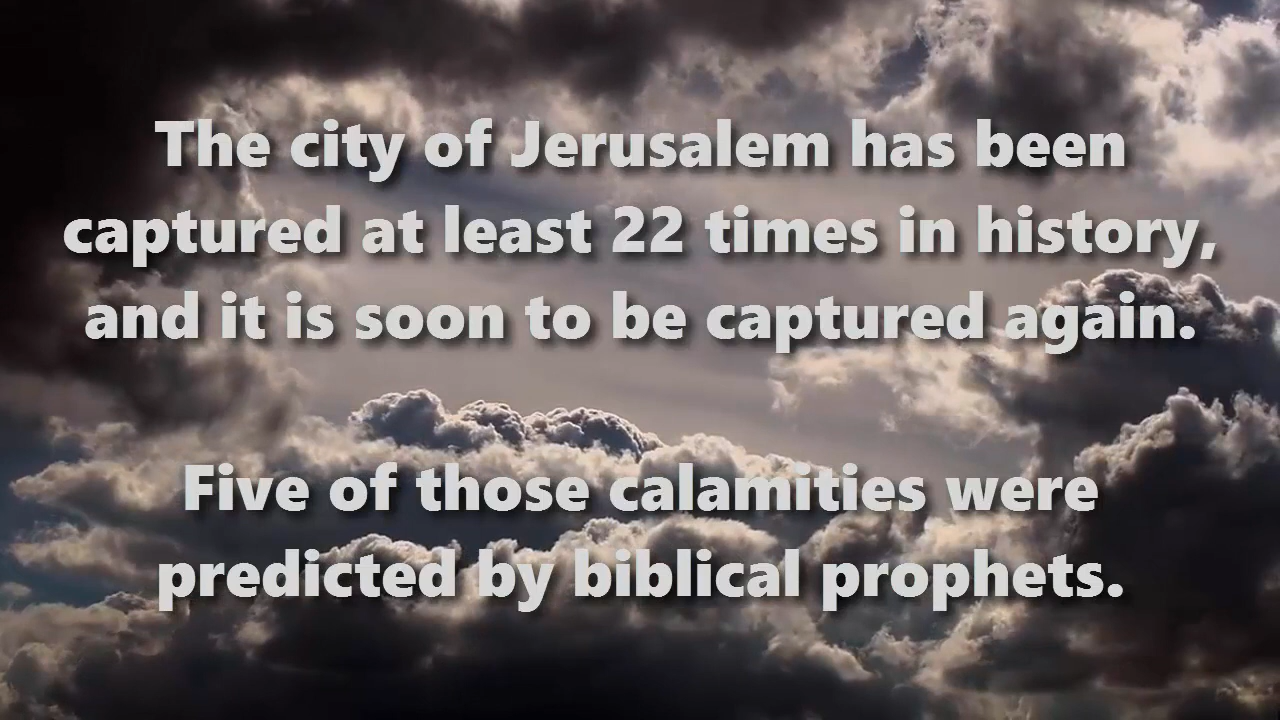 The city of Jerusalem has been
captured at least 22 times in history,
and it is soon to be captured again.
Five of those calamities were
predicted by biblical prophets.